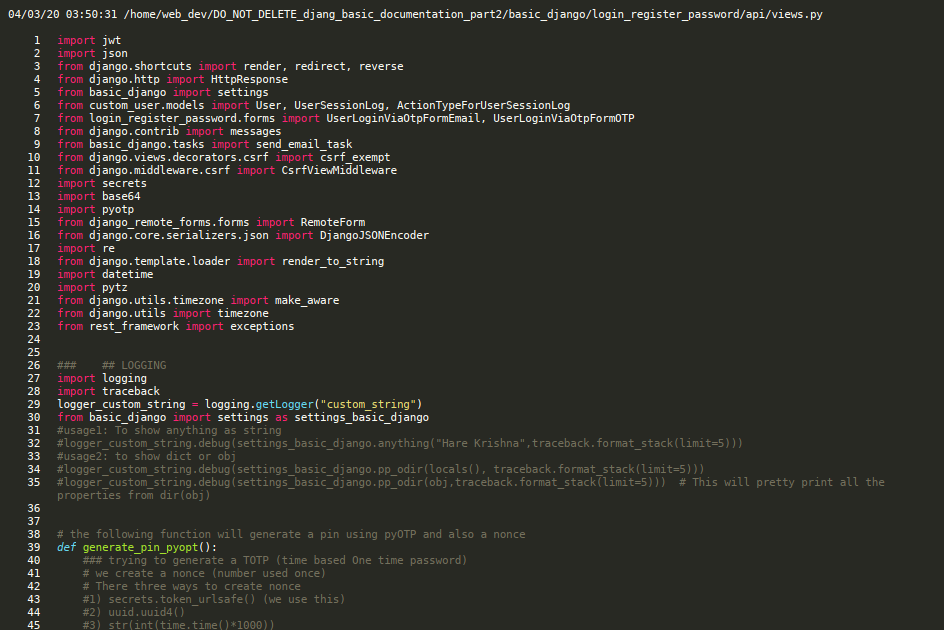 04/03/20 03:50:31 /home/web_dev/DO_NOT_DELETE_djang_basic_documentation_part2/basic_django/login_register_password/api/views.py
1 import jwt
2 import json
3 from django.shortcuts import render, redirect, reverse
4 from django.http import HttpResponse
5 from basic_django import settings
6 from custom_user.models import User, UserSessionLog, ActionTypeForUserSessionLog
7 from login_register_password.forms import UserLoginViaOtpFormEmail, UserLoginViaOtpFormOTP
8 from django.contrib import messages
9 from basic_django.tasks import send_email_task
10 from django.views.decorators.csrf import csrf_exempt
11 from django.middleware.csrf import CsrfViewMiddleware
12 import secrets
13 import base64
14 import pyotp
15 from django_remote_forms.forms import RemoteForm
16 from django.core.serializers.json import DjangoJSONEncoder
17 import re
18 from django.template.loader import render_to_string
19 import datetime
20 import pytz
21 from django.utils.timezone import make_aware
22 from django.utils import timezone
23 from rest_framework import exceptions
24
25
26 ###    ## LOGGING
27 import logging
28 import traceback
29 logger_custom_string = logging.getLogger("custom_string")
30 from basic_django import settings as settings_basic_django
31 #usage1: To show anything as string
32 #logger_custom_string.debug(settings_basic_django.anything("Hare Krishna",traceback.format_stack(limit=5)))
33 #usage2: to show dict or obj
34 #logger_custom_string.debug(settings_basic_django.pp_odir(locals(), traceback.format_stack(limit=5)))
35 #logger_custom_string.debug(settings_basic_django.pp_odir(obj,traceback.format_stack(limit=5)))  # This will pretty print all the
properties from dir(obj)
36
37
38 # the following function will generate a pin using pyOTP and also a nonce
39 def generate_pin_pyopt():
40     ### trying to generate a TOTP (time based One time password)
41     # we create a nonce (number used once)
42     # There three ways to create nonce
43     #1) secrets.token_urlsafe() (we use this)
44     #2) uuid.uuid4()
45     #3) str(int(time.time()*1000))